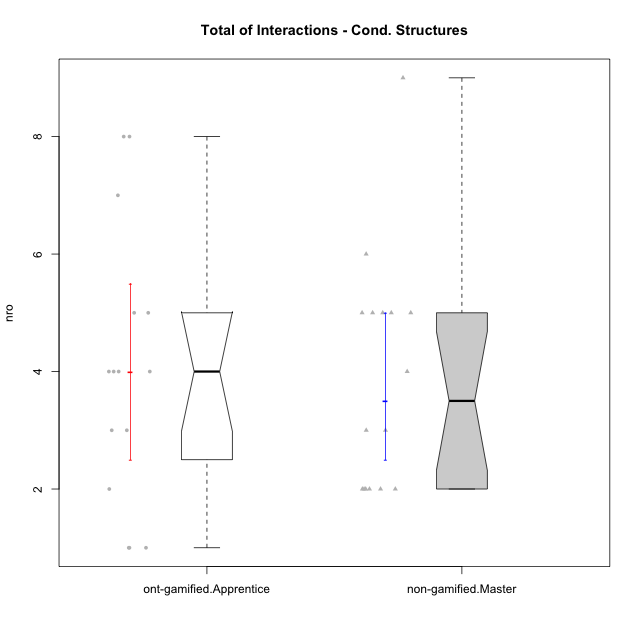 Total of Interactions - Cond. Structures
nro
8
6
4
2
ont-gamified.Apprentice
non-gamified.Master